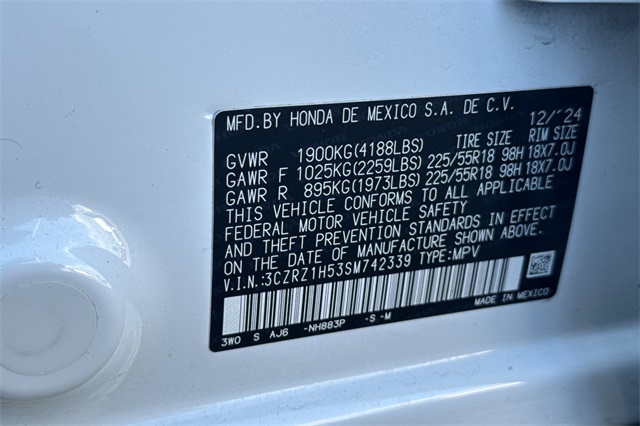 MFD.BY HONDA DE MEXICO S.A. DE C.V. 12/'24
TIRE SIZE RIM SIZE
GVWR 1900KG(4188LBS)
GAWR F 1025KG(2259LBS) 225/55R18 98H 18X7.0J
GAWR R 895KG(1973LBS) 225/55R18 98H 18X7.0J
THIS VEHICLE CONFORMS TO ALL APPLICABLE
FEDERAL MOTOR VEHICLE SAFETY
AND THEFT PREVENTION STANDARDS IN EFFECT
ON THE DATE OF MANUFACTURE SHOWN ABOVE.
V.I.N.:3CZRZ1H53SM742339 TYPE:MPV
MADE IN MEXICO
3W0 S AJ6 -NH883P -S -M